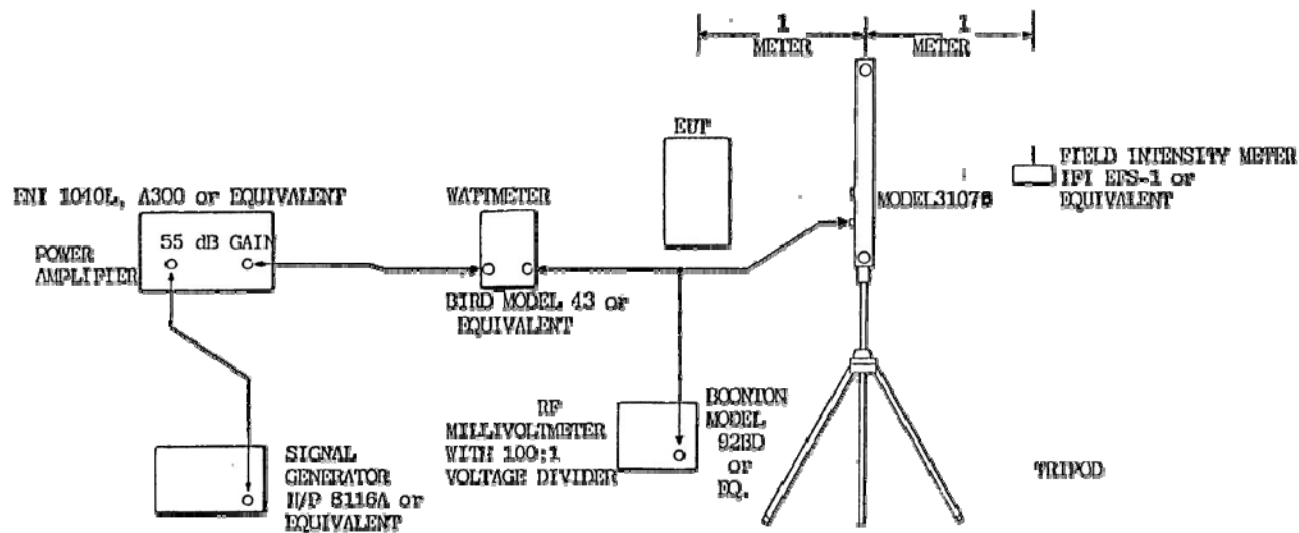 1
METER
1
METER
EUT
FIELD INTENSITY METER
IFI EFS-1 or
EQUIVALENT
MODEL3107B
ENI 1040L, A300 or EQUIVALENT
WATTMETER
55 dB GAIN
POWER
AMPLIFIER
BIRD MODEL 43 or
EQUIVALENT
RF
MILLIVOLTMETER
WITH 100:1
VOLTAGE DIVIDER
BOONTON
MODEL
92BD
or
EQ.
SIGNAL
GENERATOR
H/P 8116A or
EQUIVALENT
TRIPOD